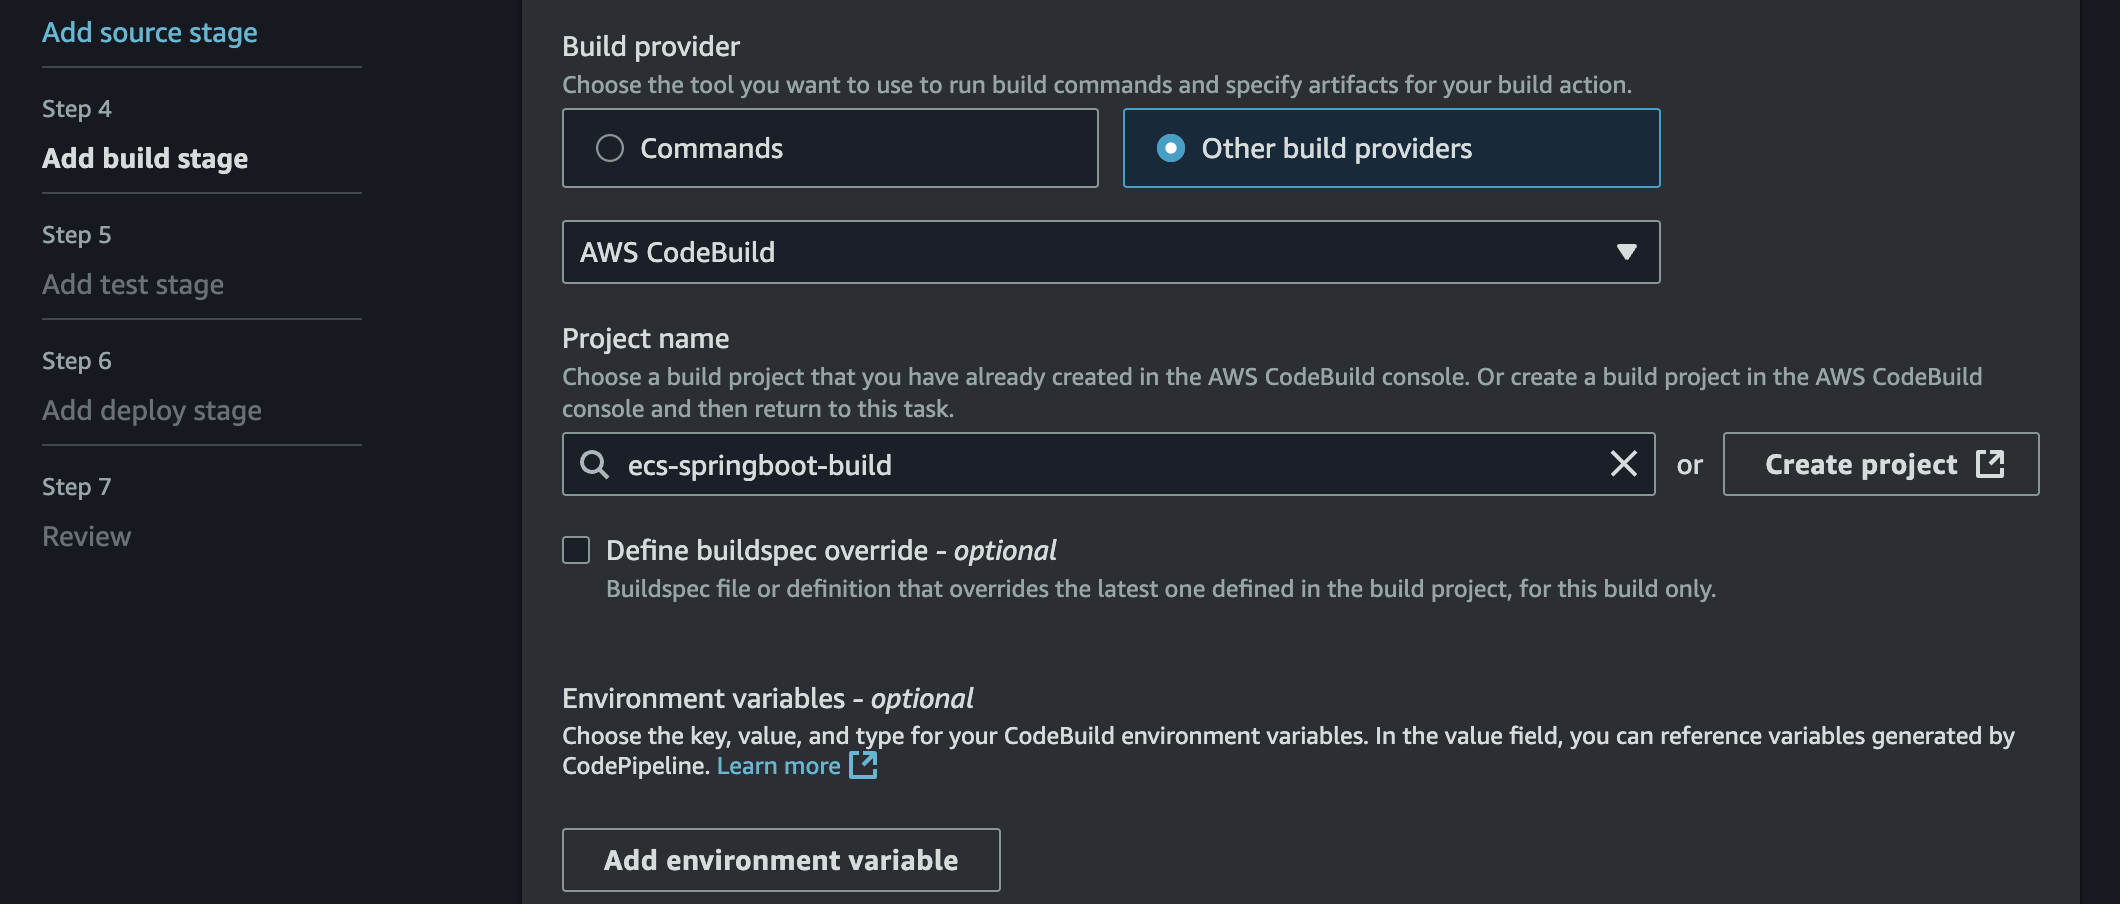 Add source stage
Step 4
Add build stage
Step 5
Add test stage
Step 6
Add deploy stage
Step 7
Review
Build provider
Choose the tool you want to use to run build commands and specify artifacts for your build action.
Commands
Other build providers
AWS CodeBuild
Project name
Choose a build project that you have already created in the AWS CodeBuild console. Or create a build project in the AWS CodeBuild
console and then return to this task.
ecs-springboot-build
or
Create project
Define buildspec override - optional
Buildspec file or definition that overrides the latest one defined in the build project, for this build only.
Environment variables - optional
Choose the key, value, and type for your CodeBuild environment variables. In the value field, you can reference variables generated by
CodePipeline. Learn more
Add environment variable